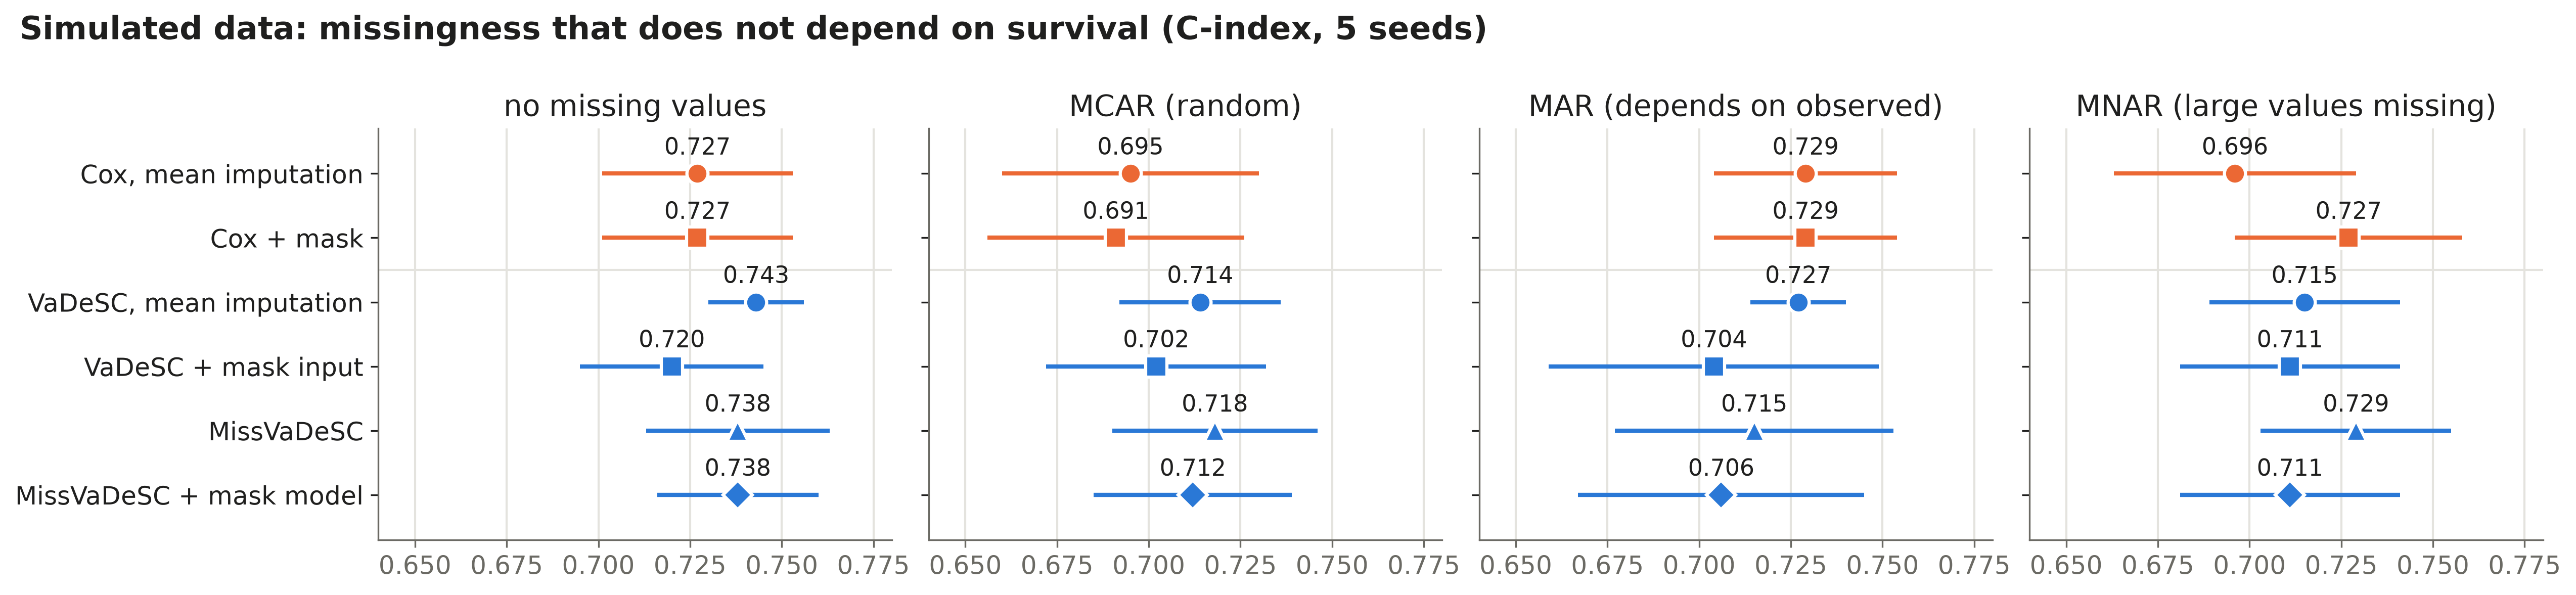 Simulated data: missingness that does not depend on survival (C-index, 5 seeds)
no missing values
MCAR (random)
MAR (depends on observed)
MNAR (large values missing)
Cox, mean imputation
0.727
0.695
0.729
0.696
Cox + mask
0.727
0.691
0.729
0.727
VaDeSC, mean imputation
0.743
0.714
0.727
0.715
VaDeSC + mask input
0.720
0.702
0.704
0.711
MissVaDeSC
0.738
0.718
0.715
0.729
MissVaDeSC + mask model
0.738
0.712
0.706
0.711
0.650 0.675 0.700 0.725 0.750 0.775
0.650 0.675 0.700 0.725 0.750 0.775
0.650 0.675 0.700 0.725 0.750 0.775
0.650 0.675 0.700 0.725 0.750 0.775